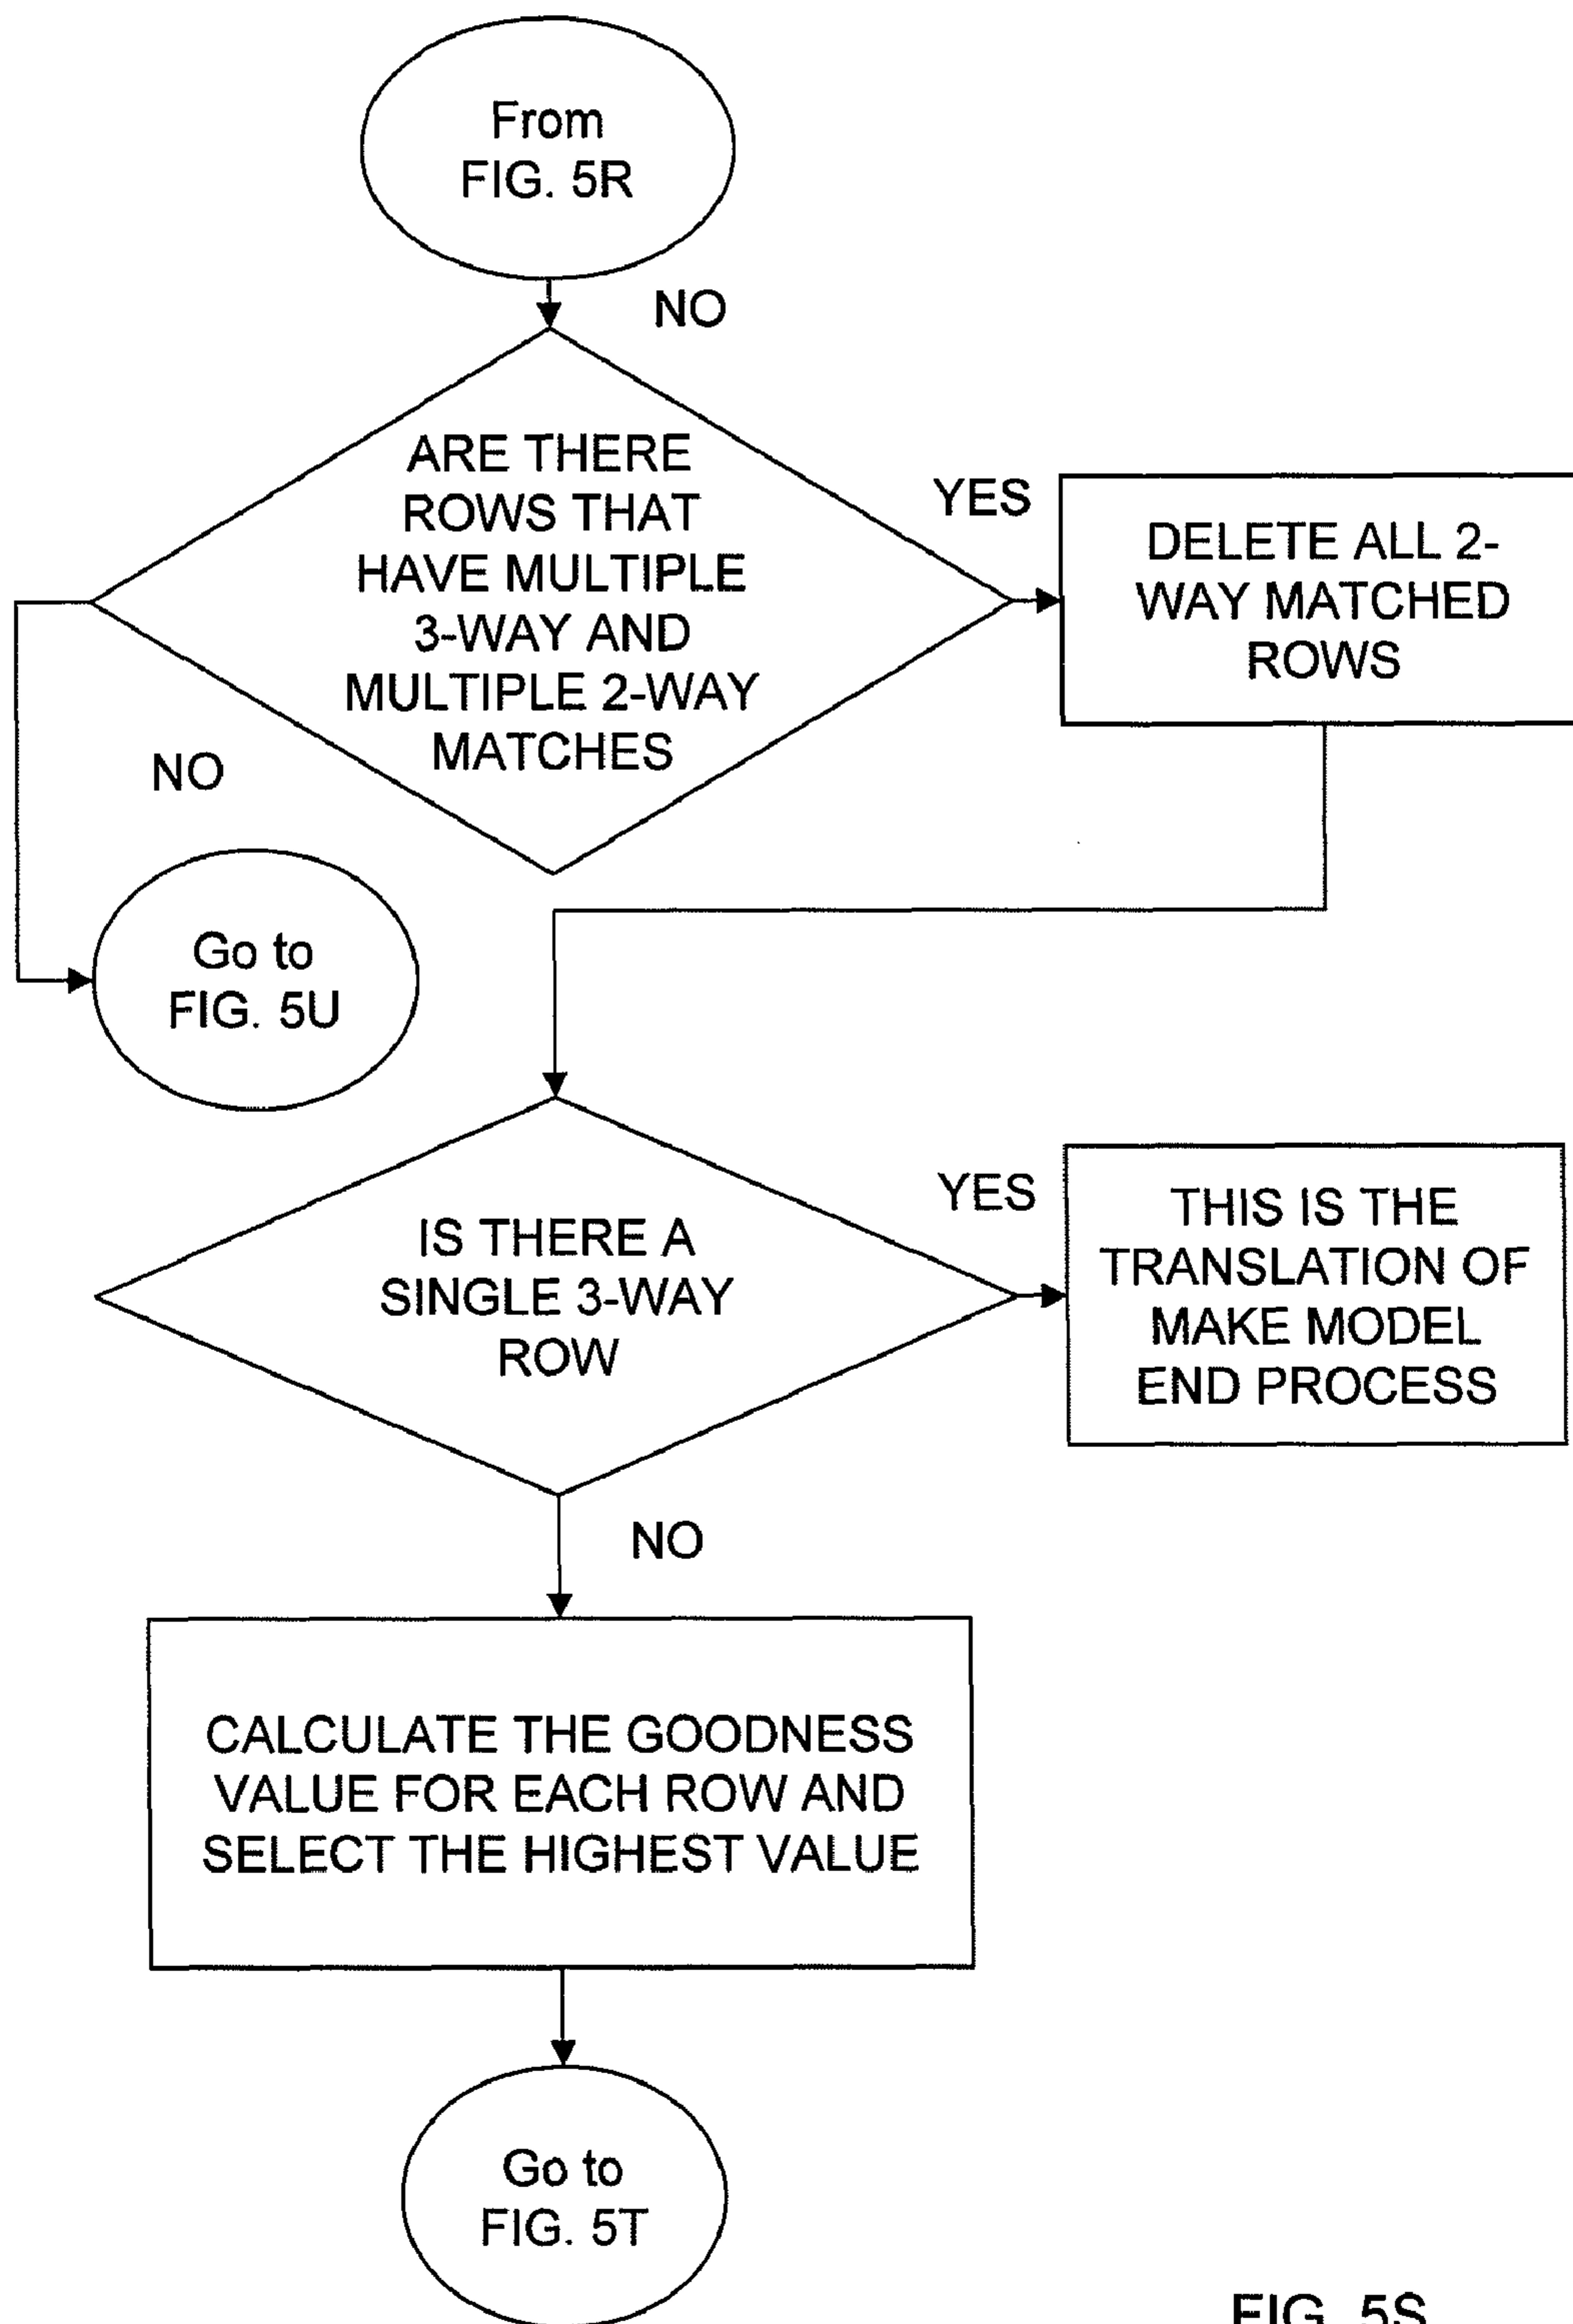 From
FIG. 5R
NO
ARE THERE
ROWS THAT
HAVE MULTIPLE
3-WAY AND
MULTIPLE 2-WAY
MATCHES
YES
DELETE ALL 2-
WAY MATCHED
ROWS
NO
Go to
FIG. 5U
IS THERE A
SINGLE 3-WAY
ROW
YES
THIS IS THE
TRANSLATION OF
MAKE MODEL
END PROCESS
NO
CALCULATE THE GOODNESS
VALUE FOR EACH ROW AND
SELECT THE HIGHEST VALUE
Go to
FIG. 5T
FIG. 5S